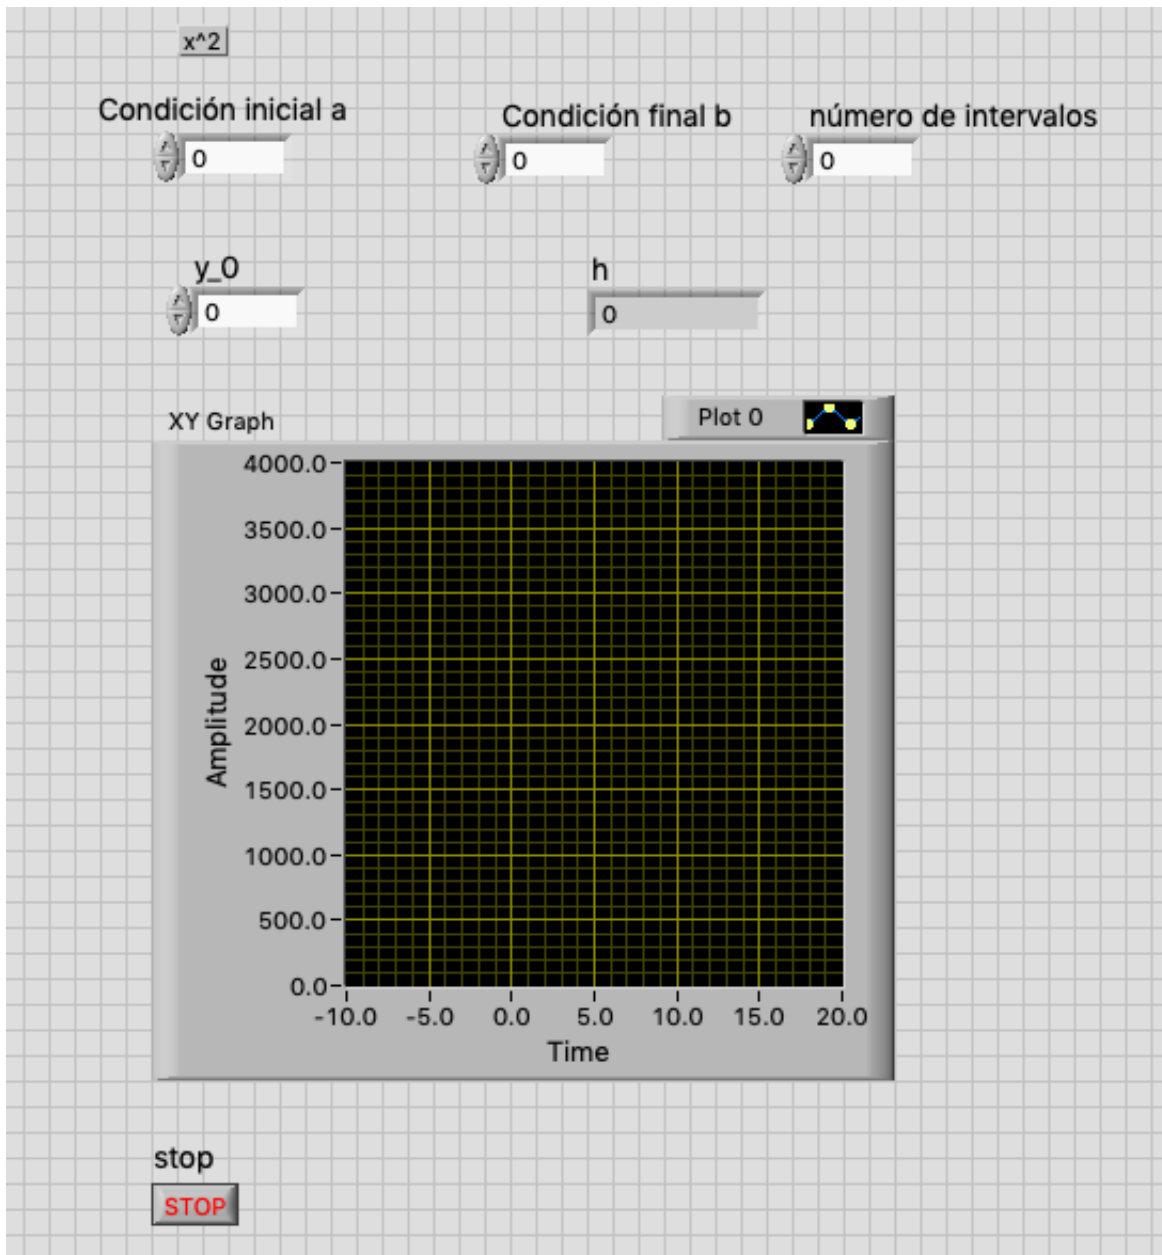 x^2
Condición inicial a
Condición final b
número de intervalos
0
0
0
y_0
h
0
0
XY Graph
Plot 0
4000.0
3500.0
3000.0
2500.0
2000.0
1500.0
1000.0
500.0
0.0
Amplitude
-10.0 -5.0 0.0 5.0 10.0 15.0 20.0
Time
stop
STOP